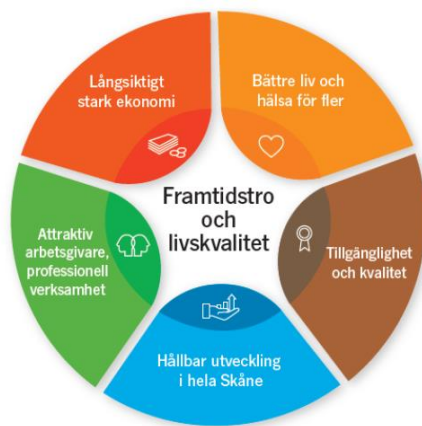 Långsiktigt
stark ekonomi
Bättre liv och
hälsa för fler
Framtidstro
och
livskvalitet
Attraktiv
arbetsgivare,
professionell
verksamhet
Tillgänglighet
och kvalitet
Hållbar utveckling
i hela Skåne